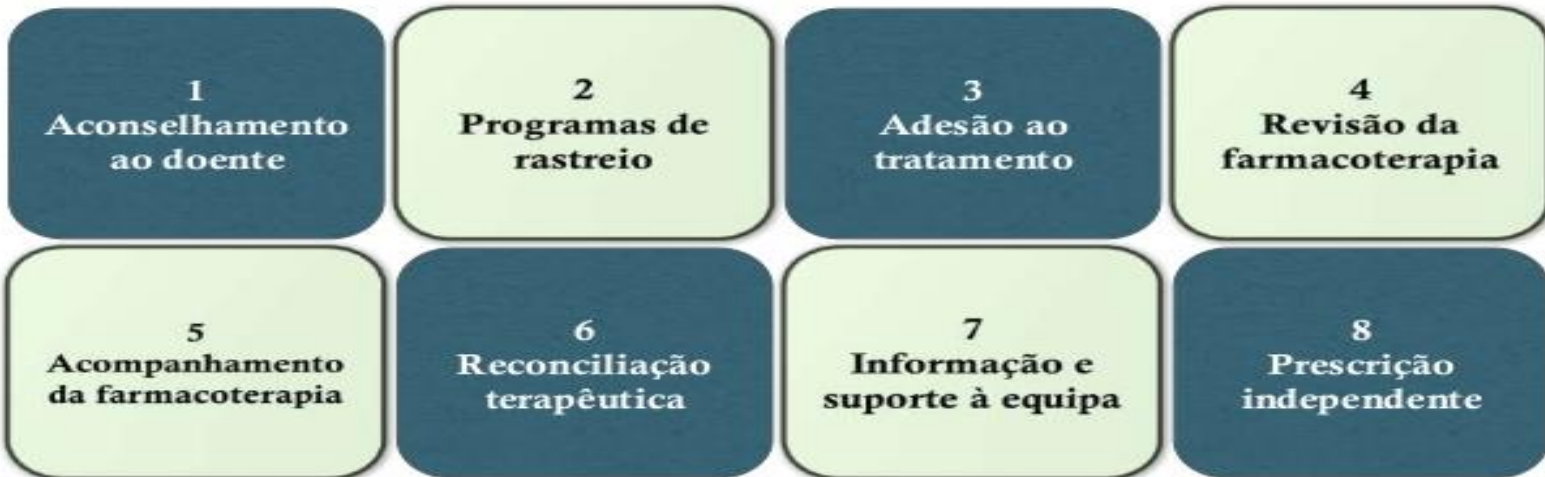 1
Aconselhamento
ao doente
2
Programas de
rastreio
3
Adesão ao
tratamento
4
Revisão da
farmacoterapia
5
Acompanhamento
da farmacoterapia
6
Reconciliação
terapêutica
7
Informação e
suporte à equipa
8
Prescrição
independente